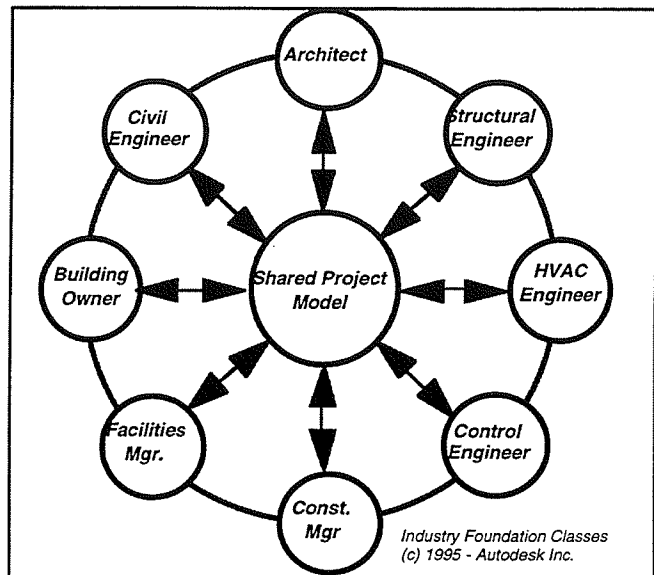 Architect
Civil
Engineer
Structural
Engineer
Building
Owner
Shared Project
Model
HVAC
Engineer
Facilities
Mgr.
Control
Engineer
Const.
Mgr
Industry Foundation Classes
(c) 1995 - Autodesk Inc.